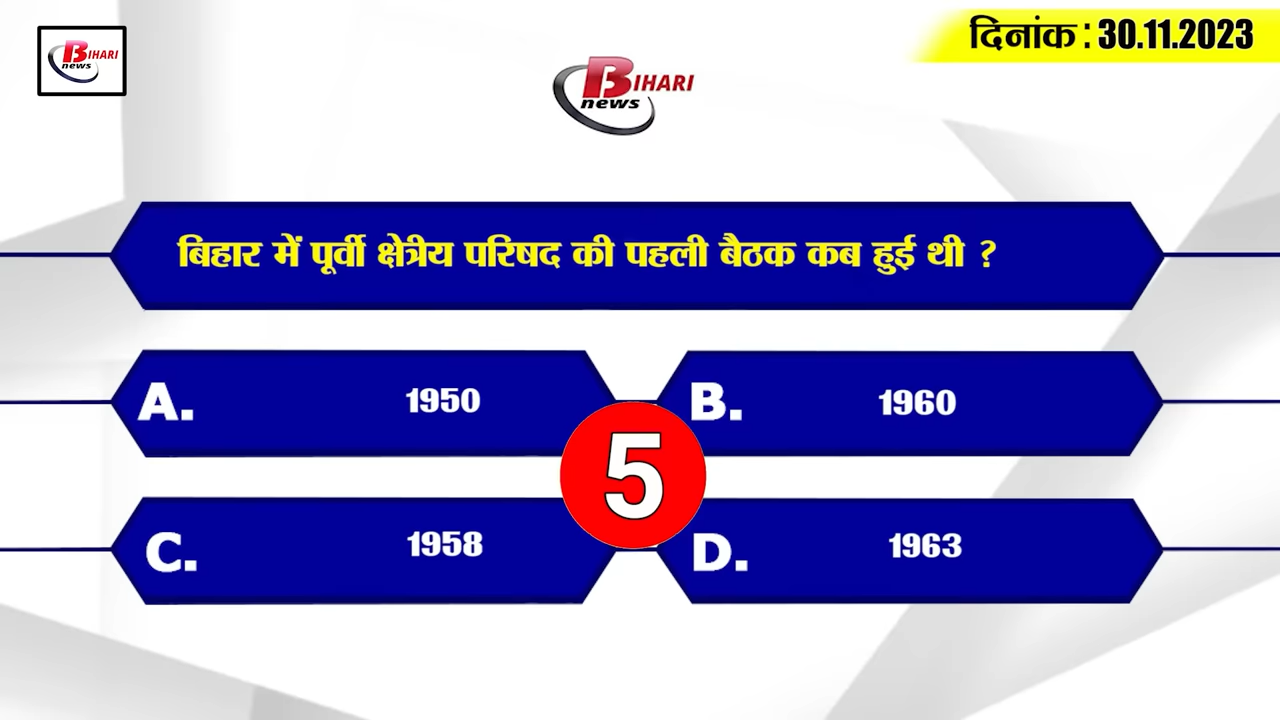 BIHARI
news
दिनांक : 30.11.2023
BIHARI
news
बिहार में पूर्वी क्षेत्रीय परिषद की पहली बैठक कब हुई थी ?
A. 1950
B. 1960
5
C. 1958
D. 1963